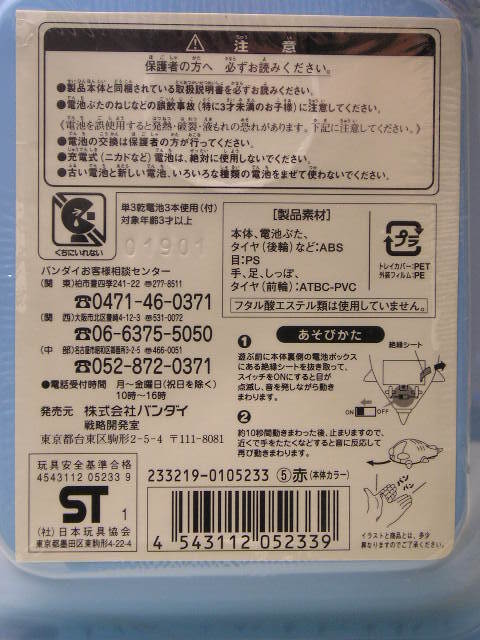 ⚠ 注意
保護者の方へ 必ずお読みください。
●製品本体と同梱されている取扱説明書を必ずお読みください。
●電池ぶたのねじなどの誤飲事故(特に3才未満のお子様)に注意してください。
〈電池を誤使用すると発熱・破裂・液もれの恐れがあります。下記に注意してください。〉
●電池の交換は保護者の方が行ってください。
●充電式(ニカドなど)電池は、絶対に使用しないでください。
●古い電池と新しい電池、いろいろな種類の電池をまぜて使わないでください。
くちにいれない
単3乾電池3本使用(付)
対象年齢3才以上
01901
バンダイお客様相談センター
(関 東)柏市豊四季241-22 〒277-8511
☎0471-46-0371
(関 西)大阪市北区豊崎4-12-3 〒531-0072
☎06-6375-5050
(中 部)名古屋市昭和区御器所3-2-5 〒466-0051
☎052-872-0371
●電話受付時間 月～金曜日(祝日を除く)
10時～16時
発売元 株式会社バンダイ
戦略開発室
東京都台東区駒形2-5-4 〒111-8081
[製品素材]
本体、電池ぶた、
タイヤ(後輪)など:ABS
目:PS
手、足、しっぽ、
タイヤ(前輪):ATBC-PVC
フタル酸エステル類は使用していません。
プラ
トレイカバー:PET
外装フィルム:PE
あそびかた
❶
遊ぶ前に本体裏側の電池ボックス
にある絶縁シートを抜き取って、
スイッチをONにすると目が
点滅し、音を発しながら動き
まわります。
絶縁シート
ON OFF
❷
約10秒間動きまわった後、止まりますので、
近くで手をたたくなどすると音に反応して
再び動きまわります。
パン
パン
イラストと商品とは、多少
異なりますのでご了承ください。
玩具安全基準合格
4543112 05233 9
ST 1
(社)日本玩具協会
東京都墨田区東駒形4-22-4
233219-0105233 ⑤赤(本体カラー)
4 543112 052339